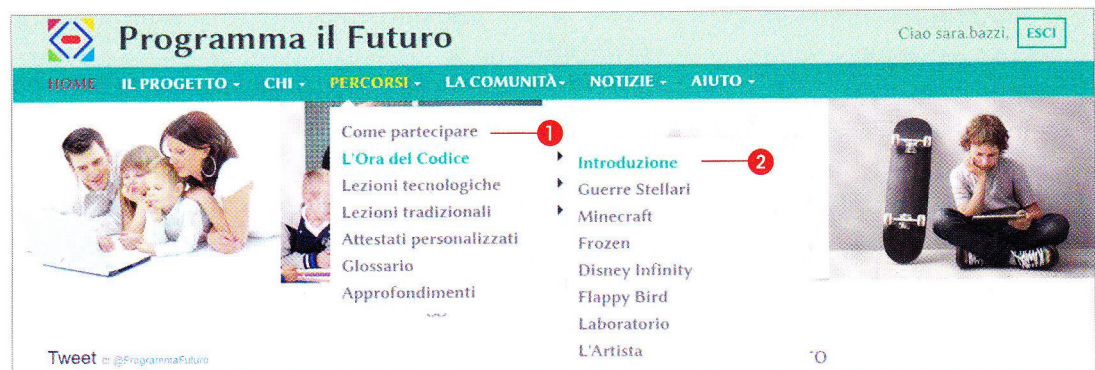 Programma il Futuro
Ciao sara.bazzi. ESCI
HOME IL PROGETTO CHI PERCORSI LA COMUNITÀ NOTIZIE AIUTO
Come partecipare 1
L'Ora del Codice
Lezioni tecnologiche
Lezioni tradizionali
Attestati personalizzati
Glossario
Approfondimenti
Introduzione 2
Guerre Stellari
Minecraft
Frozen
Disney Infinity
Flappy Bird
Laboratorio
L'Artista
Tweet a @ProgrammaFuturo